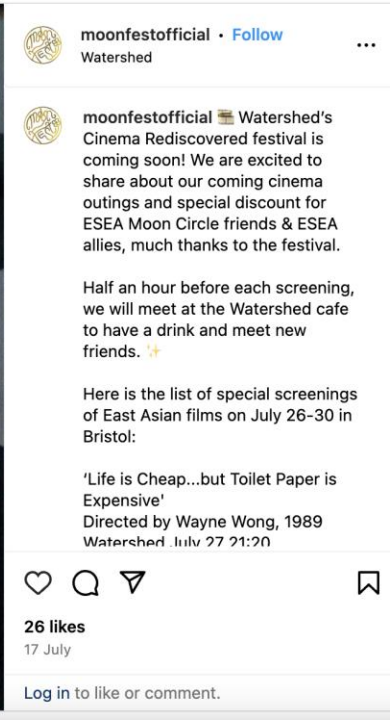 moonfestofficial • Follow
Watershed
moonfestofficial Watershed's
Cinema Rediscovered festival is
coming soon! We are excited to
share about our coming cinema
outings and special discount for
ESEA Moon Circle friends & ESEA
allies, much thanks to the festival.
Half an hour before each screening,
we will meet at the Watershed cafe
to have a drink and meet new
friends. ✨
Here is the list of special screenings
of East Asian films on July 26-30 in
Bristol:
‘Life is Cheap...but Toilet Paper is
Expensive'
Directed by Wayne Wong, 1989
Watershed July 27 21:20
26 likes
17 July
Log in to like or comment.